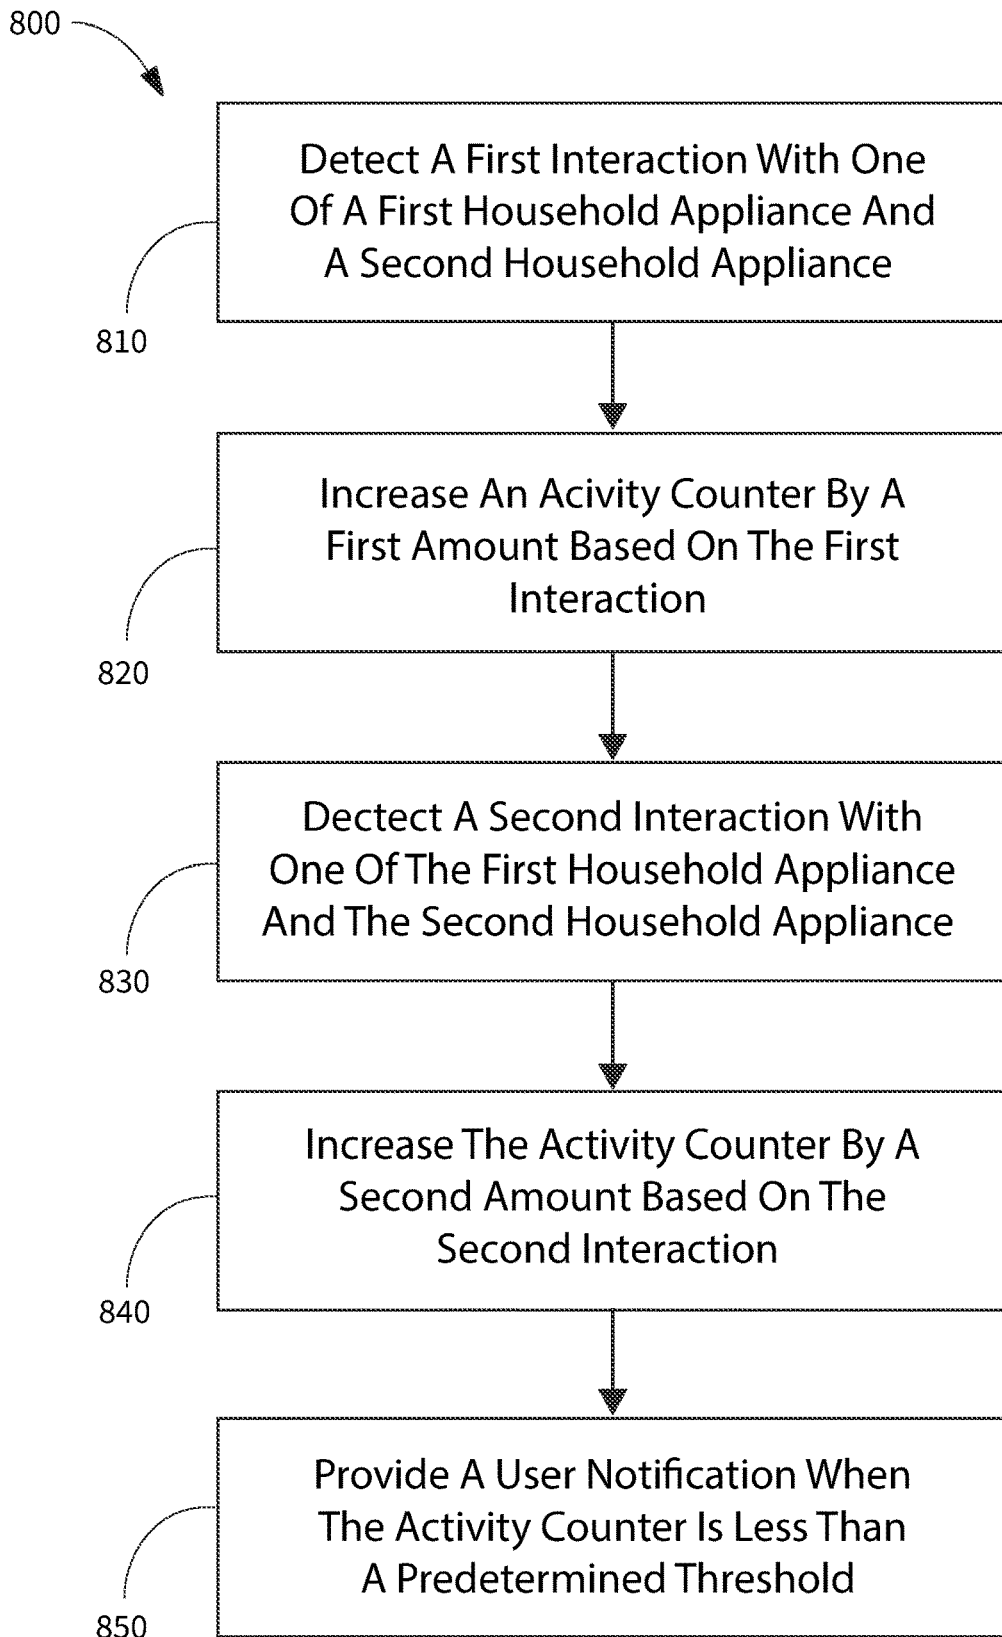 800
Detect A First Interaction With One
Of A First Household Appliance And
A Second Household Appliance
810
Increase An Acivity Counter By A
First Amount Based On The First
Interaction
820
Dectect A Second Interaction With
One Of The First Household Appliance
And The Second Household Appliance
830
Increase The Activity Counter By A
Second Amount Based On The
Second Interaction
840
Provide A User Notification When
The Activity Counter Is Less Than
A Predetermined Threshold
850